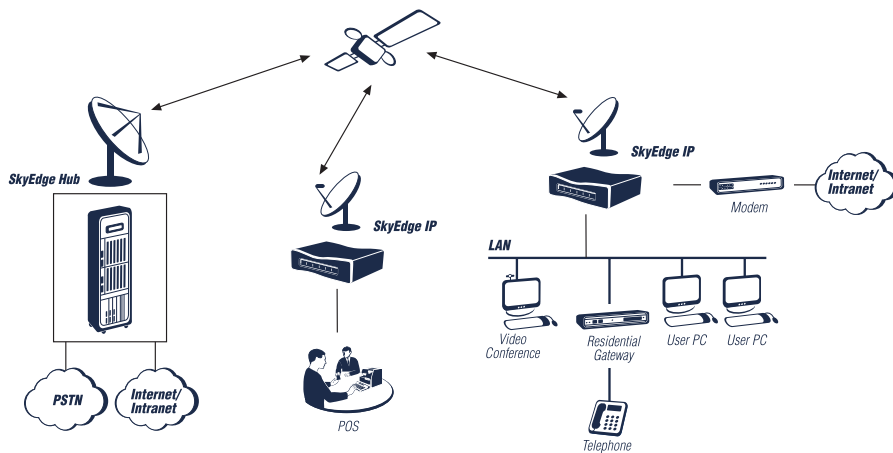 SkyEdge Hub
PSTN
Internet/
Intranet
SkyEdge IP
POS
SkyEdge IP
Modem
Internet/
Intranet
LAN
Video
Conference
Residential
Gateway
User PC
User PC
Telephone